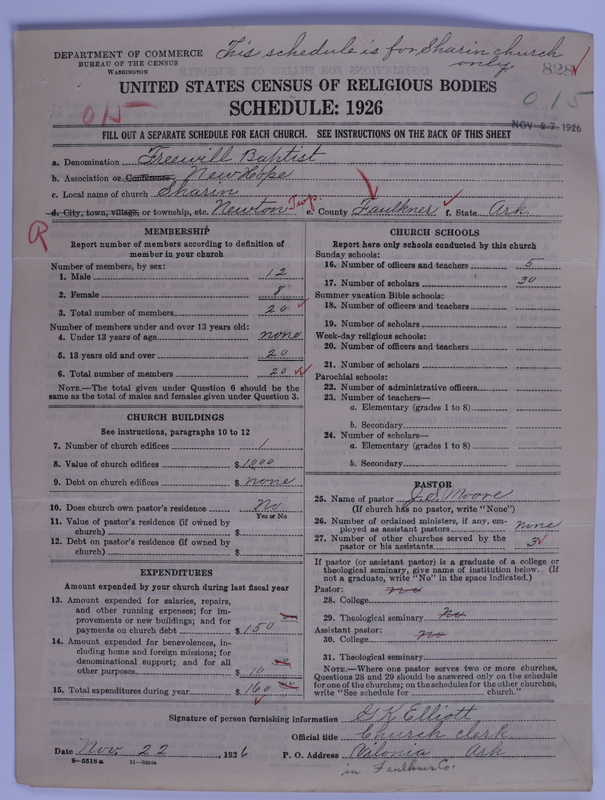 DEPARTMENT OF COMMERCE
BUREAU OF THE CENSUS
WASHINGTON
This schedule is for Sharin church
only
828
UNITED STATES CENSUS OF RELIGIOUS BODIES
SCHEDULE: 1926
015
NOV 27 1926
FILL OUT A SEPARATE SCHEDULE FOR EACH CHURCH. SEE INSTRUCTIONS ON THE BACK OF THIS SHEET
a. Denomination Freewill Baptist
b. Association or Conference, New Hope
c. Local name of church Sharin
d. City, town, village, or township, etc. Newton Twp. e. County Faulkner f. State Ark.
MEMBERSHIP
Report number of members according to definition of
member in your church
Number of members, by sex:
1. Male 12
2. Female 8
3. Total number of members 20
Number of members under and over 13 years old:
4. Under 13 years of age none
5. 13 years old and over 20
6. Total number of members 20
NOTE.—The total given under Question 6 should be the
same as the total of males and females given under Question 3.
CHURCH BUILDINGS
See instructions, paragraphs 10 to 12
7. Number of church edifices 1
8. Value of church edifices $ 1000
9. Debt on church edifices $ none
10. Does church own pastor's residence No
Yes or No
11. Value of pastor's residence (if owned by
church) $
12. Debt on pastor's residence (if owned by
church) $
EXPENDITURES
Amount expended by your church during last fiscal year
13. Amount expended for salaries, repairs,
and other running expenses; for im-
provements or new buildings; and for
payments on church debt $ 150
14. Amount expended for benevolences, in-
cluding home and foreign missions; for
denominational support; and for all
other purposes $ 10
15. Total expenditures during year $ 160
CHURCH SCHOOLS
Report here only schools conducted by this church
Sunday schools:
16. Number of officers and teachers 5
17. Number of scholars 30
Summer vacation Bible schools:
18. Number of officers and teachers
19. Number of scholars
Week-day religious schools:
20. Number of officers and teachers
21. Number of scholars
Parochial schools:
22. Number of administrative officers
23. Number of teachers—
a. Elementary (grades 1 to 8)
b. Secondary
24. Number of scholars—
a. Elementary (grades 1 to 8)
b. Secondary
PASTOR
25. Name of pastor J. S. Moore
(If church has no pastor, write "None")
26. Number of ordained ministers, if any, em-
ployed as assistant pastors none
27. Number of other churches served by the
pastor or his assistants 3
If pastor (or assistant pastor) is a graduate of a college or
theological seminary, give name of institution below. (If
not a graduate, write "No" in the space indicated.)
Pastor: no
28. College
29. Theological seminary No
Assistant pastor:
30. College no
31. Theological seminary
NOTE.—Where one pastor serves two or more churches,
Questions 28 and 29 should be answered only on the schedule
for one of the churches; on the schedules for the other churches,
write "See schedule for church."
Signature of person furnishing information G K Elliott
Official title Church clerk
Date Nov. 22, 1926 P. O. Address Vilonia Ark
in Faulkner Co.
8-5518 a